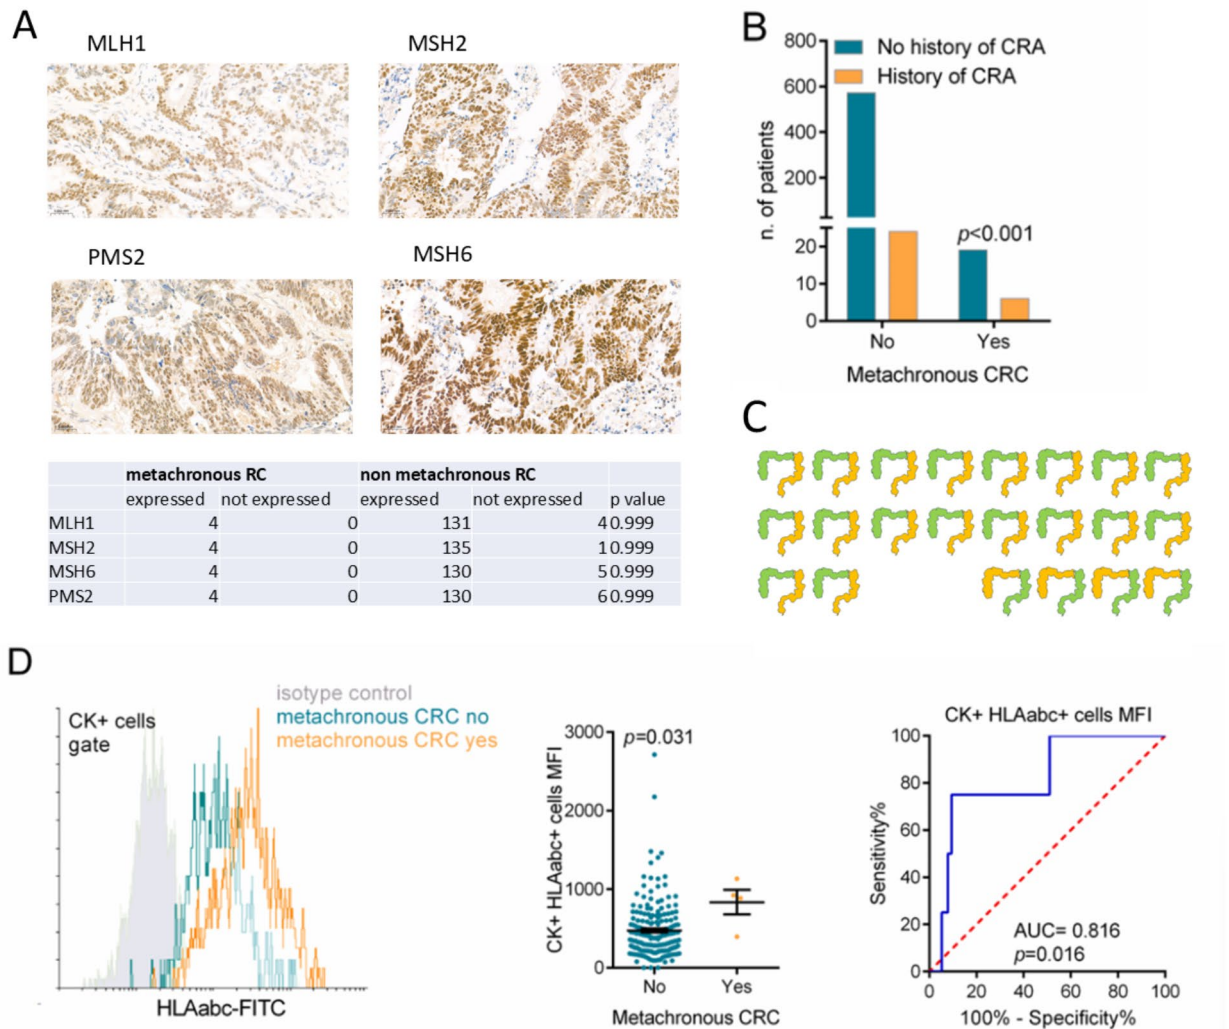 A
MLH1
MSH2
PMS2
MSH6
metachronous RC non metachronous RC
expressed not expressed expressed not expressed p value
MLH1 4 0 131 4 0.999
MSH2 4 0 135 1 0.999
MSH6 4 0 130 5 0.999
PMS2 4 0 130 6 0.999
B
No history of CRA
History of CRA
800
600
400
200
20
10
0
n. of patients
p<0.001
No Yes
Metachronous CRC
C
D
CK+ cells
gate
isotype control
metachronous CRC no
metachronous CRC yes
HLAabc-FITC
CK+ HLAabc+ cells MFI
3000
2000
1000
0
p=0.031
No Yes
Metachronous CRC
CK+ HLAabc+ cells MFI
Sensitivity%
100
80
60
40
20
0
AUC= 0.816
p=0.016
0 20 40 60 80 100
100% - Specificity%